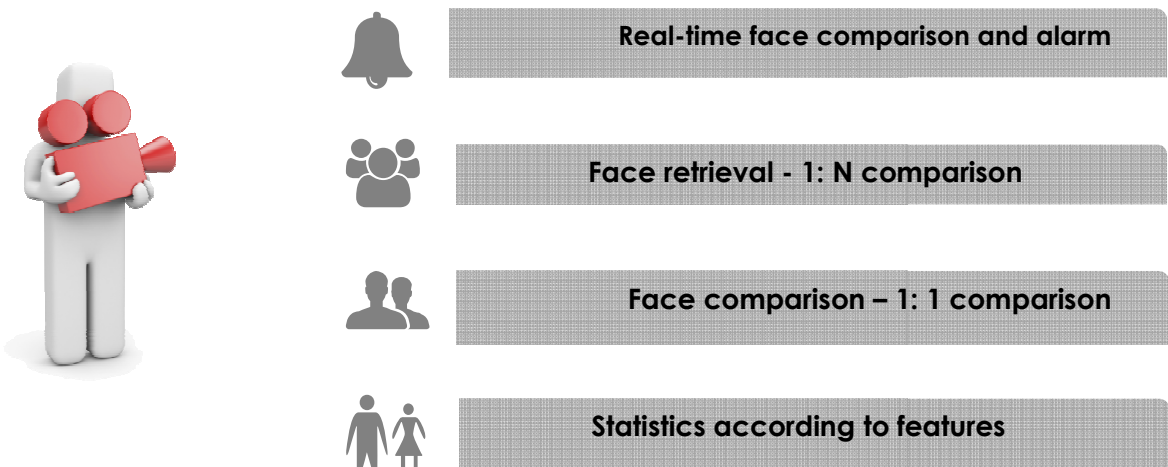 Real-time face comparison and alarm
Face retrieval - 1: N comparison
Face comparison – 1: 1 comparison
Statistics according to features